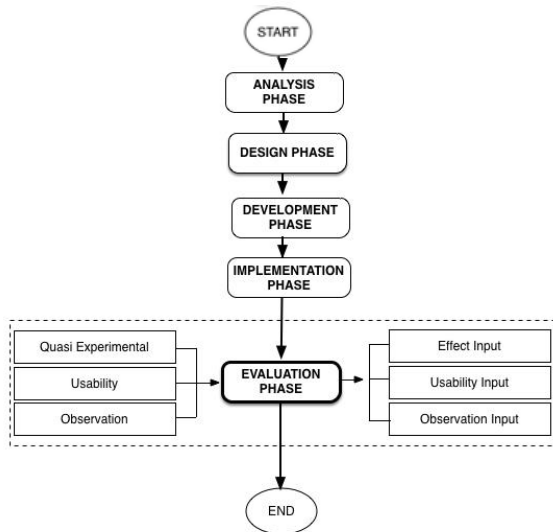 START
ANALYSIS
PHASE
DESIGN PHASE
DEVELOPMENT
PHASE
IMPLEMENTATION
PHASE
Quasi Experimental
Usability
Observation
EVALUATION
PHASE
Effect Input
Usability Input
Observation Input
END